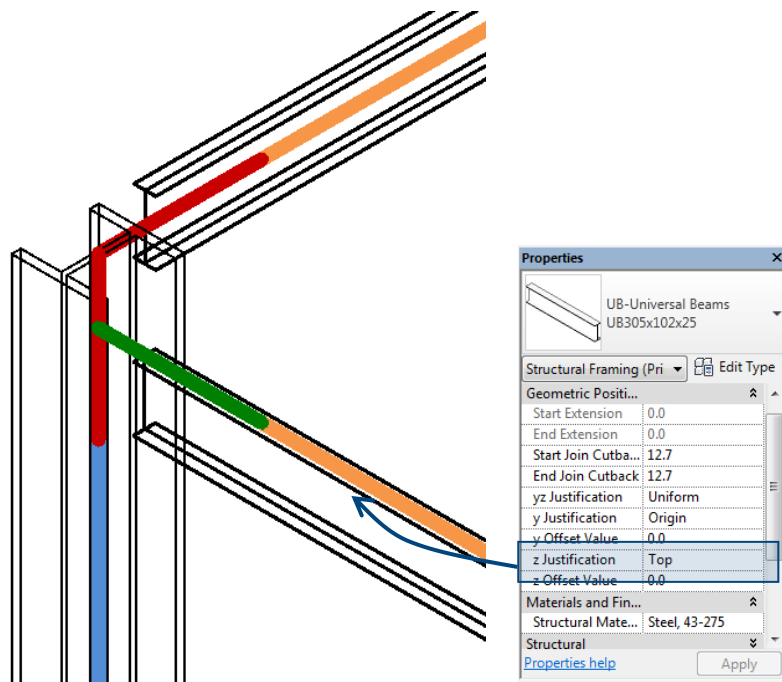 Properties
UB-Universal Beams
UB305x102x25
Structural Framing (Pri
Edit Type
Geometric Positi...
Start Extension 0.0
End Extension 0.0
Start Join Cutba... 12.7
End Join Cutback 12.7
yz Justification Uniform
y Justification Origin
y Offset Value 0.0
z Justification Top
z Offset Value 0.0
Materials and Fin...
Structural Mate... Steel, 43-275
Structural
Properties help
Apply